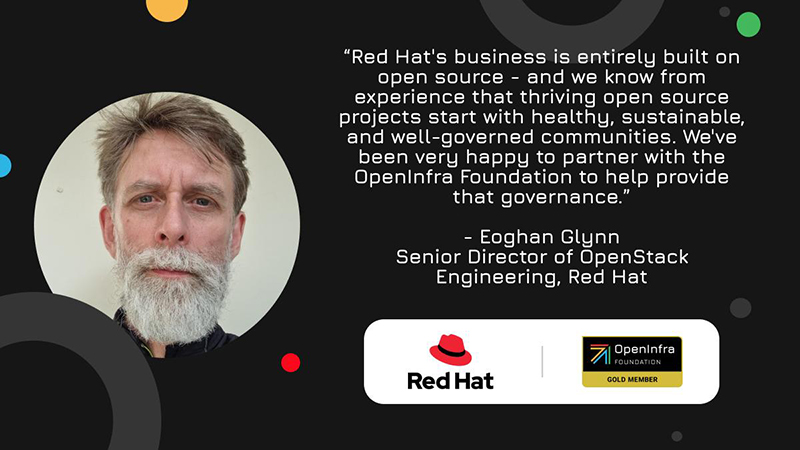 “Red Hat's business is entirely built on
open source - and we know from
experience that thriving open source
projects start with healthy, sustainable,
and well-governed communities. We've
been very happy to partner with the
OpenInfra Foundation to help provide
that governance.”
- Eoghan Glynn
Senior Director of OpenStack
Engineering, Red Hat
Red Hat
OpenInfra
FOUNDATION
GOLD MEMBER